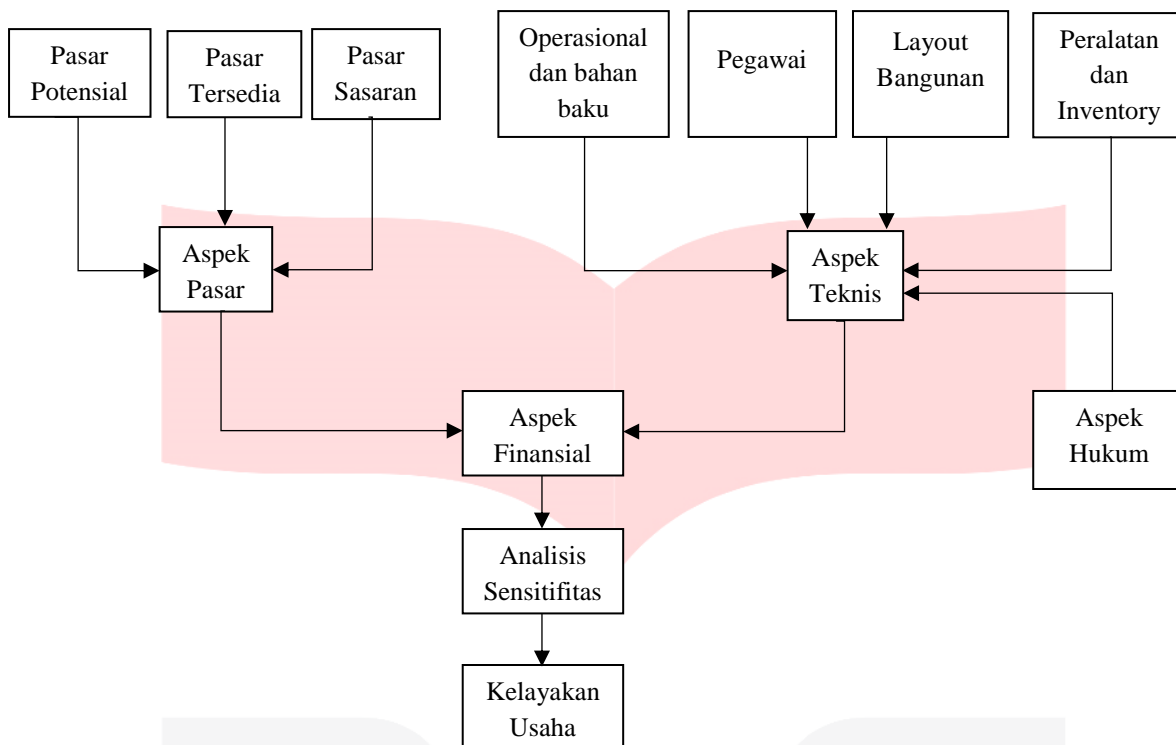 Pasar
Potensial
Pasar
Tersedia
Pasar
Sasaran
Operasional
dan bahan
baku
Pegawai
Layout
Bangunan
Peralatan
dan
Inventory
Aspek
Pasar
Aspek
Teknis
Aspek
Finansial
Aspek
Hukum
Analisis
Sensitifitas
Kelayakan
Usaha